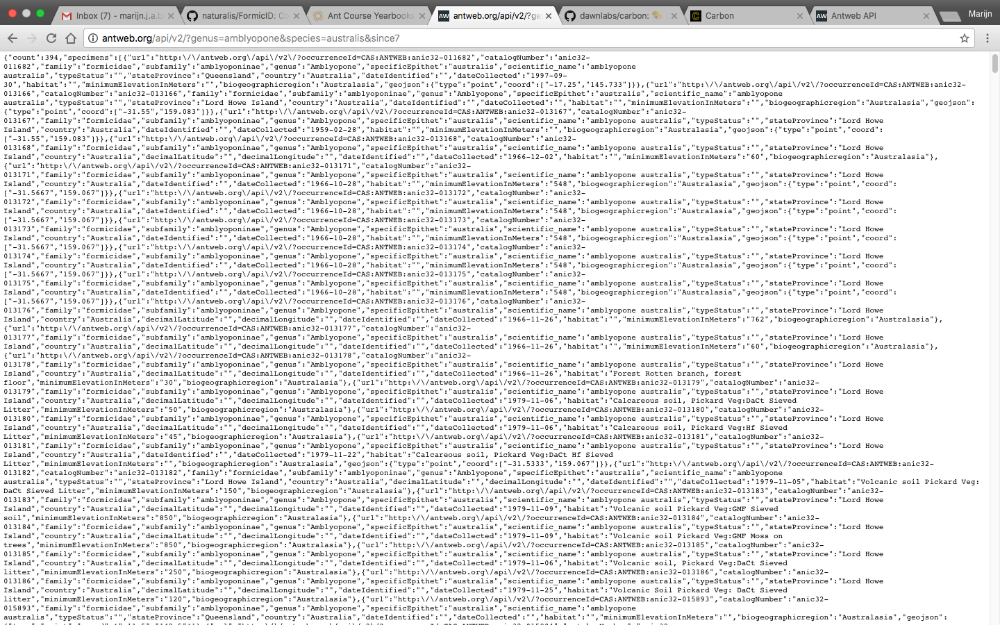 Inbox (7) - marijn.j.a.b
naturalis/FormicID: Co
Ant Course Yearbooks
antweb.org/api/v2/?ge
dawnlabs/carbon: 🎨
Carbon
Antweb API
Marijn
antweb.org/api/v2/?genus=amblyopone&species=australis&since7
{"count":394,"specimens":[{"url":"http:\/\/antweb.org\/api\/v2\/?occurrenceId=CAS:ANTWEB:anic32-011682","catalogNumber":"anic32-
011682","family":"formicidae","subfamily":"amblyoponinae","genus":"Amblyopone","specificEpithet":"australis","scientific_name":"amblyopone
australis","typeStatus":"","stateProvince":"Queensland","country":"Australia","dateIdentified":"","dateCollected":"1997-09-
30","habitat":"","minimumElevationInMeters":"","biogeographicregion":"Australasia","geojson":{"type":"point","coord":["-17.25","145.733"]}},{"url":"http:\/\/antweb.org\/api\/v2\/?occurrenceId=CAS:ANTWEB:anic32-
013166","catalogNumber":"anic32-013166","family":"formicidae","subfamily":"amblyoponinae","genus":"Amblyopone","specificEpithet":"australis","scientific_name":"amblyopone
australis","typeStatus":"","stateProvince":"Lord Howe Island","country":"Australia","dateIdentified":"","dateCollected":"","habitat":"","minimumElevationInMeters":"","biogeographicregion":"Australasia","geojson":
{"type":"point","coord":["-31.55","159.083"]}},{"url":"http:\/\/antweb.org\/api\/v2\/?occurrenceId=CAS:ANTWEB:anic32-013167","catalogNumber":"anic32-
013167","family":"formicidae","subfamily":"amblyoponinae","genus":"Amblyopone","specificEpithet":"australis","scientific_name":"amblyopone australis","typeStatus":"","stateProvince":"Lord Howe
Island","country":"Australia","dateIdentified":"","dateCollected":"1959-02-28","habitat":"","minimumElevationInMeters":"","biogeographicregion":"Australasia","geojson":{"type":"point","coord":
["-31.55","159.083"]}},{"url":"http:\/\/antweb.org\/api\/v2\/?occurrenceId=CAS:ANTWEB:anic32-013168","catalogNumber":"anic32-
013168","family":"formicidae","subfamily":"amblyoponinae","genus":"Amblyopone","specificEpithet":"australis","scientific_name":"amblyopone australis","typeStatus":"","stateProvince":"Lord Howe
Island","country":"Australia","decimalLatitude":"","decimalLongitude":"","dateIdentified":"","dateCollected":"1966-12-02","habitat":"","minimumElevationInMeters":"60","biogeographicregion":"Australasia"},
{"url":"http:\/\/antweb.org\/api\/v2\/?occurrenceId=CAS:ANTWEB:anic32-013171","catalogNumber":"anic32-
013171","family":"formicidae","subfamily":"amblyoponinae","genus":"Amblyopone","specificEpithet":"australis","scientific_name":"amblyopone australis","typeStatus":"","stateProvince":"Lord Howe
Island","country":"Australia","dateIdentified":"","dateCollected":"1966-10-28","habitat":"","minimumElevationInMeters":"548","biogeographicregion":"Australasia","geojson":{"type":"point","coord":
["-31.5667","159.067"]}},{"url":"http:\/\/antweb.org\/api\/v2\/?occurrenceId=CAS:ANTWEB:anic32-013172","catalogNumber":"anic32-
013172","family":"formicidae","subfamily":"amblyoponinae","genus":"Amblyopone","specificEpithet":"australis","scientific_name":"amblyopone australis","typeStatus":"","stateProvince":"Lord Howe
Island","country":"Australia","dateIdentified":"","dateCollected":"1966-10-28","habitat":"","minimumElevationInMeters":"548","biogeographicregion":"Australasia","geojson":{"type":"point","coord":
["-31.5667","159.067"]}},{"url":"http:\/\/antweb.org\/api\/v2\/?occurrenceId=CAS:ANTWEB:anic32-013173","catalogNumber":"anic32-
013173","family":"formicidae","subfamily":"amblyoponinae","genus":"Amblyopone","specificEpithet":"australis","scientific_name":"amblyopone australis","typeStatus":"","stateProvince":"Lord Howe
Island","country":"Australia","dateIdentified":"","dateCollected":"1966-10-28","habitat":"","minimumElevationInMeters":"548","biogeographicregion":"Australasia","geojson":{"type":"point","coord":
["-31.5667","159.067"]}},{"url":"http:\/\/antweb.org\/api\/v2\/?occurrenceId=CAS:ANTWEB:anic32-013174","catalogNumber":"anic32-
013174","family":"formicidae","subfamily":"amblyoponinae","genus":"Amblyopone","specificEpithet":"australis","scientific_name":"amblyopone australis","typeStatus":"","stateProvince":"Lord Howe
Island","country":"Australia","dateIdentified":"","dateCollected":"1966-10-28","habitat":"","minimumElevationInMeters":"548","biogeographicregion":"Australasia","geojson":{"type":"point","coord":
["-31.5667","159.067"]}},{"url":"http:\/\/antweb.org\/api\/v2\/?occurrenceId=CAS:ANTWEB:anic32-013175","catalogNumber":"anic32-
013175","family":"formicidae","subfamily":"amblyoponinae","genus":"Amblyopone","specificEpithet":"australis","scientific_name":"amblyopone australis","typeStatus":"","stateProvince":"Lord Howe
Island","country":"Australia","dateIdentified":"","dateCollected":"1966-10-28","habitat":"","minimumElevationInMeters":"548","biogeographicregion":"Australasia","geojson":{"type":"point","coord":
["-31.5667","159.067"]}},{"url":"http:\/\/antweb.org\/api\/v2\/?occurrenceId=CAS:ANTWEB:anic32-013176","catalogNumber":"anic32-
013176","family":"formicidae","subfamily":"amblyoponinae","genus":"Amblyopone","specificEpithet":"australis","scientific_name":"amblyopone australis","typeStatus":"","stateProvince":"Lord Howe
Island","country":"Australia","decimalLatitude":"","decimalLongitude":"","dateIdentified":"","dateCollected":"1966-11-26","habitat":"","minimumElevationInMeters":"762","biogeographicregion":"Australasia"},
{"url":"http:\/\/antweb.org\/api\/v2\/?occurrenceId=CAS:ANTWEB:anic32-013177","catalogNumber":"anic32-
013177","family":"formicidae","subfamily":"amblyoponinae","genus":"Amblyopone","specificEpithet":"australis","scientific_name":"amblyopone australis","typeStatus":"","stateProvince":"Lord Howe
Island","country":"Australia","decimalLatitude":"","decimalLongitude":"","dateIdentified":"","dateCollected":"1966-11-26","habitat":"","minimumElevationInMeters":"60","biogeographicregion":"Australasia"},
{"url":"http:\/\/antweb.org\/api\/v2\/?occurrenceId=CAS:ANTWEB:anic32-013178","catalogNumber":"anic32-
013178","family":"formicidae","subfamily":"amblyoponinae","genus":"Amblyopone","specificEpithet":"australis","scientific_name":"amblyopone australis","typeStatus":"","stateProvince":"Lord Howe
Island","country":"Australia","decimalLatitude":"","decimalLongitude":"","dateIdentified":"","dateCollected":"1966-11-26","habitat":"Forest Rotten branch, forest
floor","minimumElevationInMeters":"30","biogeographicregion":"Australasia"},{"url":"http:\/\/antweb.org\/api\/v2\/?occurrenceId=CAS:ANTWEB:anic32-013179","catalogNumber":"anic32-
013179","family":"formicidae","subfamily":"amblyoponinae","genus":"Amblyopone","specificEpithet":"australis","scientific_name":"amblyopone australis","typeStatus":"","stateProvince":"Lord Howe
Island","country":"Australia","decimalLatitude":"","decimalLongitude":"","dateIdentified":"","dateCollected":"1979-11-06","habitat":"Calcareous soil, Pickard Veg:DaCt Sieved
Litter","minimumElevationInMeters":"50","biogeographicregion":"Australasia"},{"url":"http:\/\/antweb.org\/api\/v2\/?occurrenceId=CAS:ANTWEB:anic32-013180","catalogNumber":"anic32-
013180","family":"formicidae","subfamily":"amblyoponinae","genus":"Amblyopone","specificEpithet":"australis","scientific_name":"amblyopone australis","typeStatus":"","stateProvince":"Lord Howe
Island","country":"Australia","decimalLatitude":"","decimalLongitude":"","dateIdentified":"","dateCollected":"1979-11-06","habitat":"Calcareous soil, Pickard Veg:Hf Sieved
Litter","minimumElevationInMeters":"45","biogeographicregion":"Australasia"},{"url":"http:\/\/antweb.org\/api\/v2\/?occurrenceId=CAS:ANTWEB:anic32-013181","catalogNumber":"anic32-
013181","family":"formicidae","subfamily":"amblyoponinae","genus":"Amblyopone","specificEpithet":"australis","scientific_name":"amblyopone australis","typeStatus":"","stateProvince":"Lord Howe
Island","country":"Australia","dateIdentified":"","dateCollected":"1979-11-22","habitat":"Calcareous soil, Pickard Veg:DaCt Hf Sieved
Litter","minimumElevationInMeters":"","biogeographicregion":"Australasia","geojson":{"type":"point","coord":["-31.5333","159.067"]}},{"url":"http:\/\/antweb.org\/api\/v2\/?occurrenceId=CAS:ANTWEB:anic32-
013182","catalogNumber":"anic32-013182","family":"formicidae","subfamily":"amblyoponinae","genus":"Amblyopone","specificEpithet":"australis","scientific_name":"amblyopone
australis","typeStatus":"","stateProvince":"Lord Howe Island","country":"Australia","decimalLatitude":"","decimalLongitude":"","dateIdentified":"","dateCollected":"1979-11-05","habitat":"Volcanic soil Pickard Veg:
DaCt Sieved Litter","minimumElevationInMeters":"150","biogeographicregion":"Australasia"},{"url":"http:\/\/antweb.org\/api\/v2\/?occurrenceId=CAS:ANTWEB:anic32-013183","catalogNumber":"anic32-
013183","family":"formicidae","subfamily":"amblyoponinae","genus":"Amblyopone","specificEpithet":"australis","scientific_name":"amblyopone australis","typeStatus":"","stateProvince":"Lord Howe
Island","country":"Australia","decimalLatitude":"","decimalLongitude":"","dateIdentified":"","dateCollected":"1979-11-09","habitat":"Volcanic soil Pickard Veg:GMF Sieved
soil","minimumElevationInMeters":"850","biogeographicregion":"Australasia"},{"url":"http:\/\/antweb.org\/api\/v2\/?occurrenceId=CAS:ANTWEB:anic32-013184","catalogNumber":"anic32-
013184","family":"formicidae","subfamily":"amblyoponinae","genus":"Amblyopone","specificEpithet":"australis","scientific_name":"amblyopone australis","typeStatus":"","stateProvince":"Lord Howe
Island","country":"Australia","decimalLatitude":"","decimalLongitude":"","dateIdentified":"","dateCollected":"1979-11-09","habitat":"Volcanic soil Pickard Veg:GMF Moss on
trees","minimumElevationInMeters":"850","biogeographicregion":"Australasia"},{"url":"http:\/\/antweb.org\/api\/v2\/?occurrenceId=CAS:ANTWEB:anic32-013185","catalogNumber":"anic32-
013185","family":"formicidae","subfamily":"amblyoponinae","genus":"Amblyopone","specificEpithet":"australis","scientific_name":"amblyopone australis","typeStatus":"","stateProvince":"Lord Howe
Island","country":"Australia","decimalLatitude":"","decimalLongitude":"","dateIdentified":"","dateCollected":"1979-11-06","habitat":"Volcanic soil, Pickard Veg:DaCt Sieved
litter","minimumElevationInMeters":"250","biogeographicregion":"Australasia"},{"url":"http:\/\/antweb.org\/api\/v2\/?occurrenceId=CAS:ANTWEB:anic32-013186","catalogNumber":"anic32-
013186","family":"formicidae","subfamily":"amblyoponinae","genus":"Amblyopone","specificEpithet":"australis","scientific_name":"amblyopone australis","typeStatus":"","stateProvince":"Lord Howe
Island","country":"Australia","decimalLatitude":"","decimalLongitude":"","dateIdentified":"","dateCollected":"1979-11-25","habitat":"Volcanic Soil Pickard Veg: DaCt Sieved
litter","minimumElevationInMeters":"120","biogeographicregion":"Australasia"},{"url":"http:\/\/antweb.org\/api\/v2\/?occurrenceId=CAS:ANTWEB:anic32-015893","catalogNumber":"anic32-
015893","family":"formicidae","subfamily":"amblyoponinae","genus":"Amblyopone","specificEpithet":"australis","scientific_name":"amblyopone
australis","typeStatus":"","stateProvince":"Queensland","country":"Australia","dateIdentified":"","dateCollected":"","habitat":"","minimumElevationInMeters":"","biogeographicregion":"Australasia","geojson":